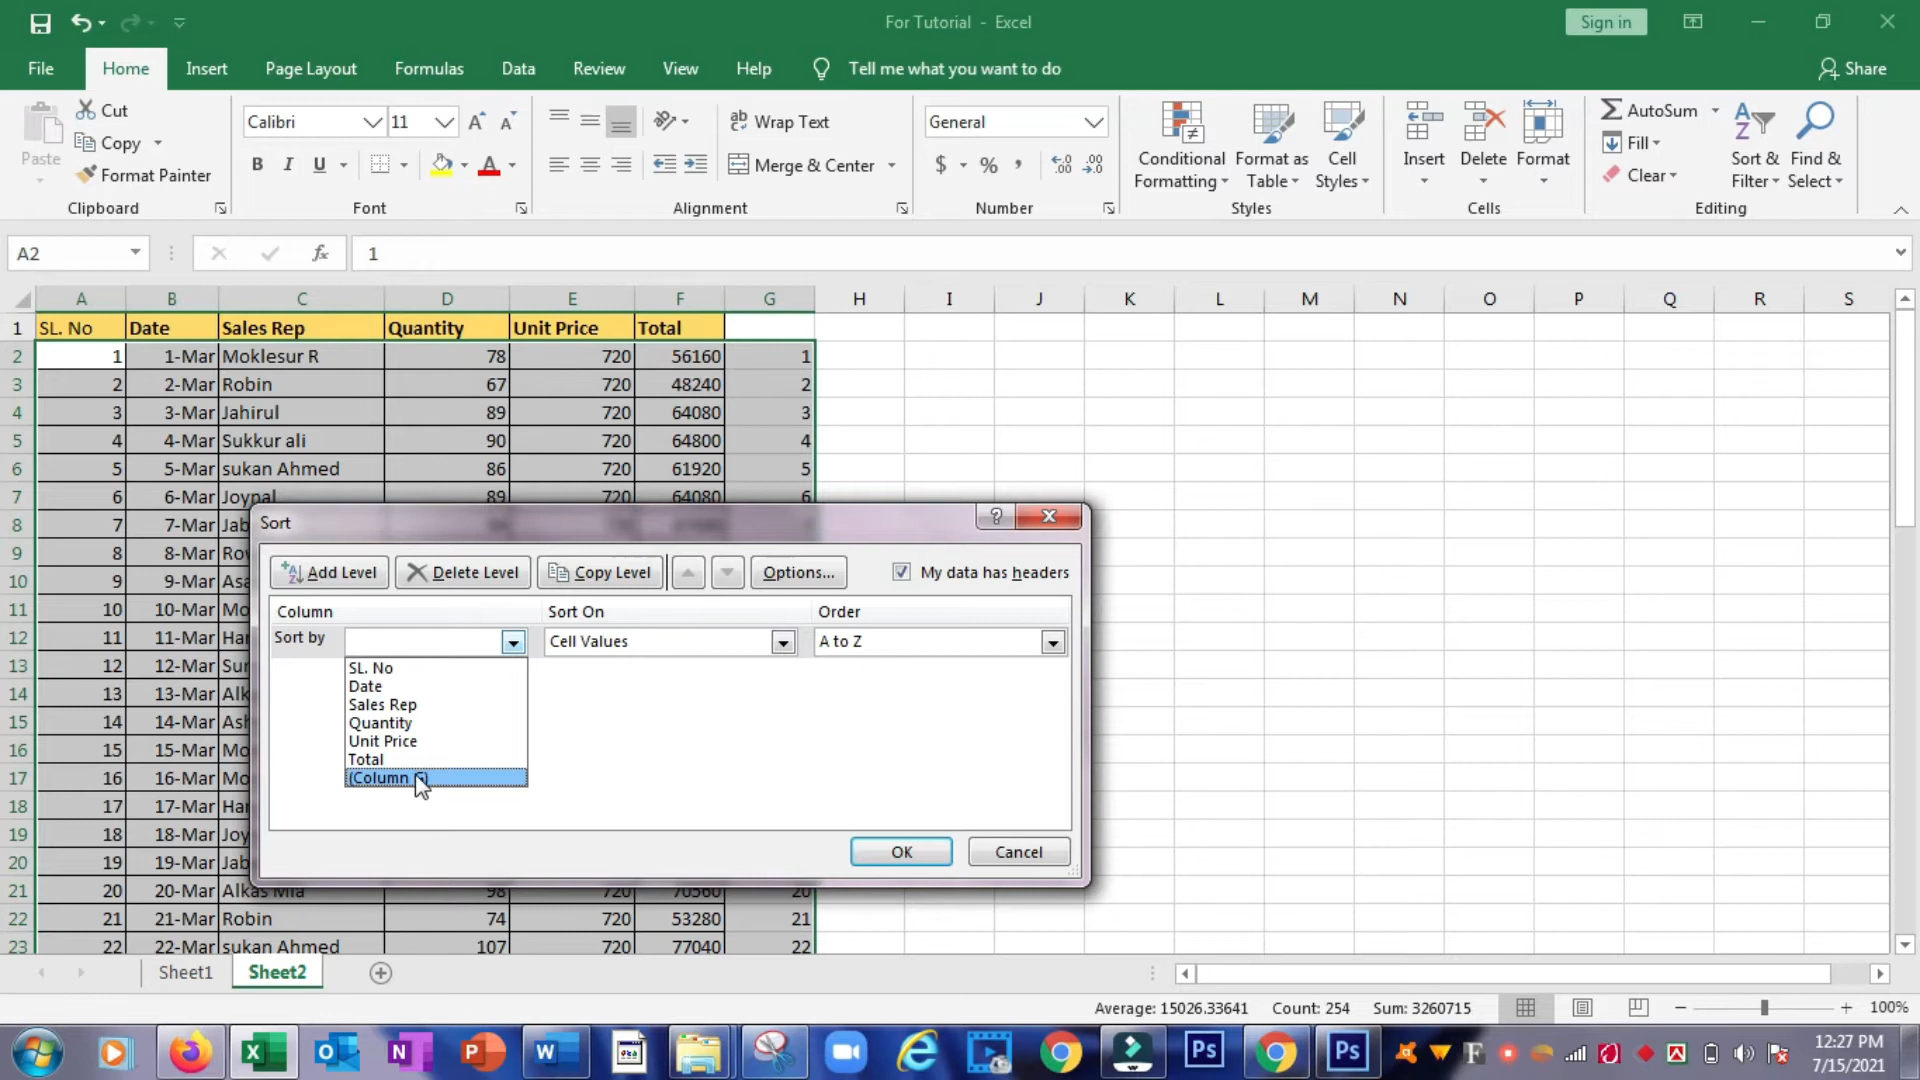 For Tutorial - Excel
Sign in
File Home Insert Page Layout Formulas Data Review View Help Tell me what you want to do Share
Paste
Cut
Copy
Format Painter
Clipboard
Calibri 11
B I U
Font
Wrap Text
Merge & Center
Alignment
General
$ % ,
Number
Conditional Formatting
Format as Table
Cell Styles
Styles
Insert Delete Format
Cells
AutoSum
Fill
Clear
Sort & Filter
Find & Select
Editing
A2 fx 1
A B C D E F G H I J K L M N O P Q R S
1 SL. No Date Sales Rep Quantity Unit Price Total
2 1 1-Mar Moklesur R 78 720 56160 1
3 2 2-Mar Robin 67 720 48240 2
4 3 3-Mar Jahirul 89 720 64080 3
5 4 4-Mar Sukkur ali 90 720 64800 4
6 5 5-Mar sukan Ahmed 86 720 61920 5
7 6 6-Mar Joypal 89 720 64080 6
8 7 7-Mar Jab
9 8 8-Mar
10 9 9-Mar Asa
11 10 10-Mar Mo
12 11 11-Mar Har
13 12 12-Mar Sur
14 13 13-Mar Alk
15 14 14-Mar Ash
16 15 15-Mar Mo
17 16 16-Mar Mo
18 17 17-Mar Har
19 18 18-Mar Joy
20 19 19-Mar Jab
21 20 20-Mar Alkas Mia 98 720 70560 20
22 21 21-Mar Robin 74 720 53280 21
23 22 22-Mar sukan Ahmed 107 720 77040 22
Sort
Add Level Delete Level Copy Level Options... My data has headers
Column Sort On Order
Sort by Cell Values A to Z
SL. No
Date
Sales Rep
Quantity
Unit Price
Total
(Column G)
OK Cancel
Sheet1 Sheet2
Average: 15026.33641 Count: 254 Sum: 3260715 100%
12:27 PM
7/15/2021